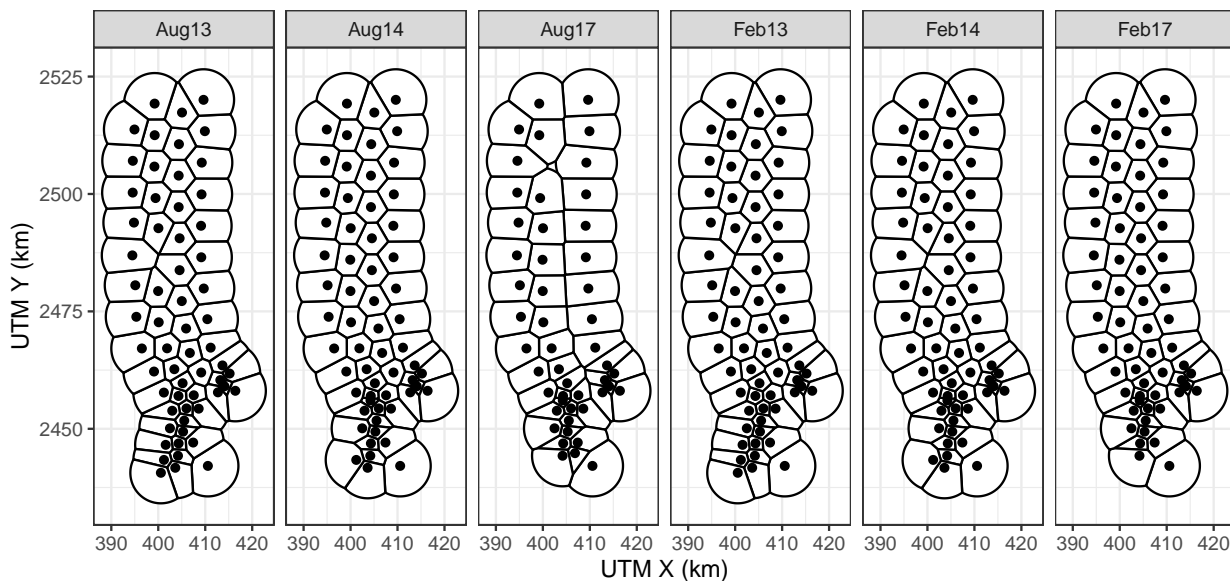 Aug13 Aug14 Aug17 Feb13 Feb14 Feb17
2525
2500
2475
2450
UTM Y (km)
390 400 410 420 390 400 410 420 390 400 410 420 390 400 410 420 390 400 410 420 390 400 410 420
UTM X (km)